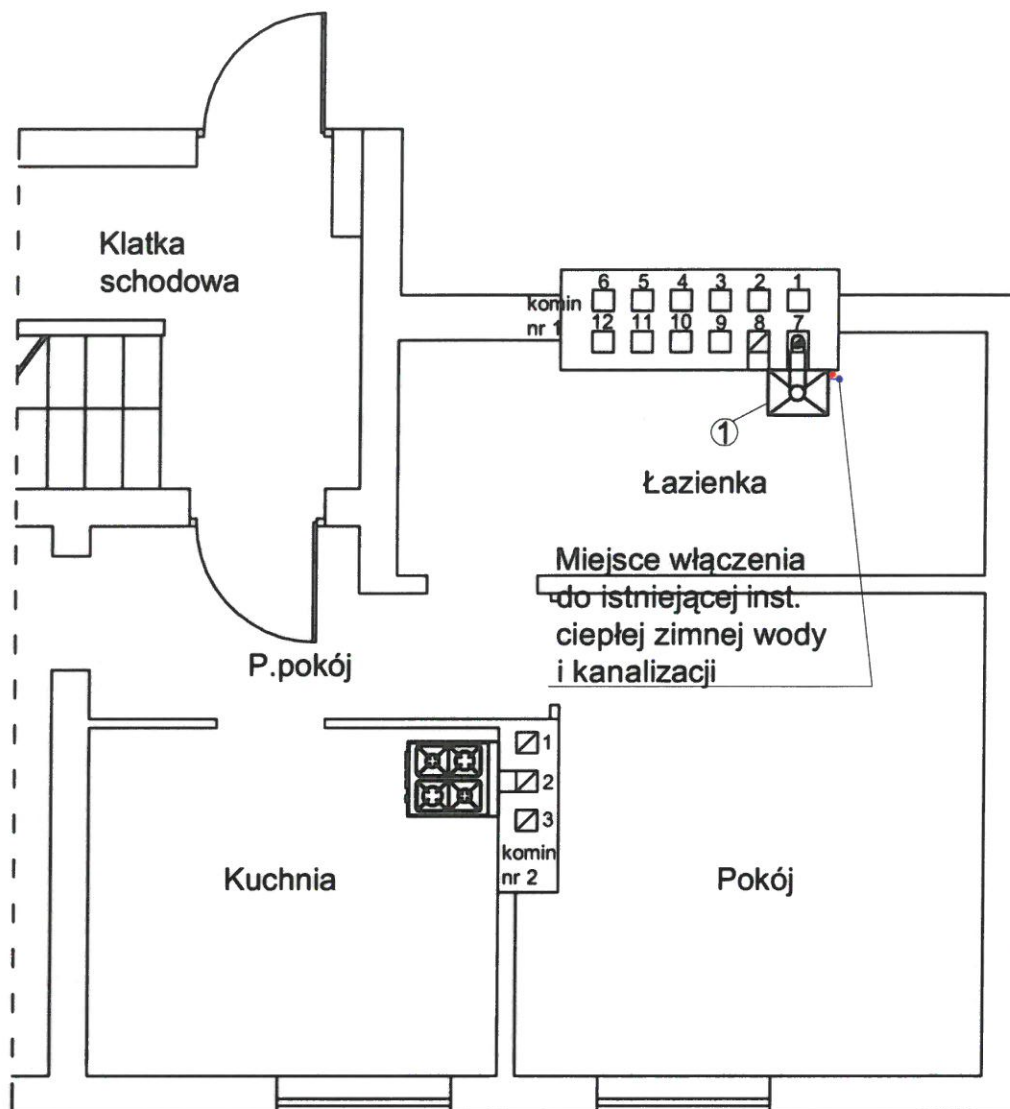 Klatka
schodowa
6 5 4 3 2 1
komin
nr 1
12 11 10 9 8 7
1
Łazienka
Miejsce włączenia
do istniejącej inst.
ciepłej zimnej wody
i kanalizacji
P.pokój
1
2
3
komin
nr 2
Kuchnia
Pokój